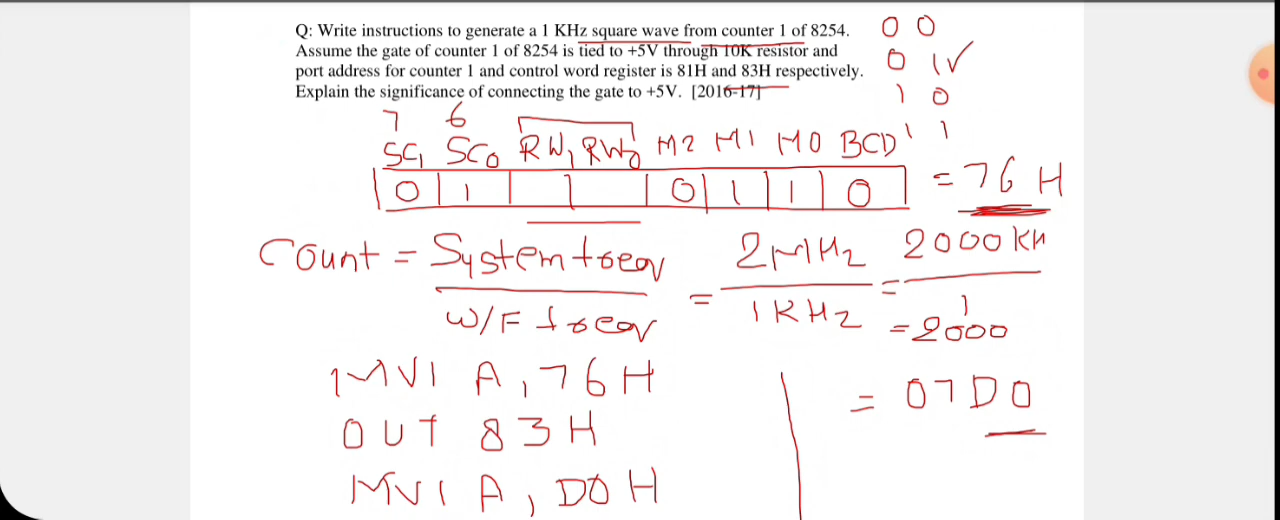 Q: Write instructions to generate a 1 KHz square wave from counter 1 of 8254.
Assume the gate of counter 1 of 8254 is tied to +5V through 10K resistor and
port address for counter 1 and control word register is 81H and 83H respectively.
Explain the significance of connecting the gate to +5V. [2016-17]
0 0
0 1 ✓
1 0
1 1
7 6
SC1 SC0 RW1 RW0 M2 M1 M0 BCD
0 1 1 0 1 1 0 = 76 H
Count = System freq / W/F freq = 2MHz / 1KHz = 2000 KH / 1
= 2000
= 07D0
MVI A, 76H
OUT 83H
MVI A, D0H